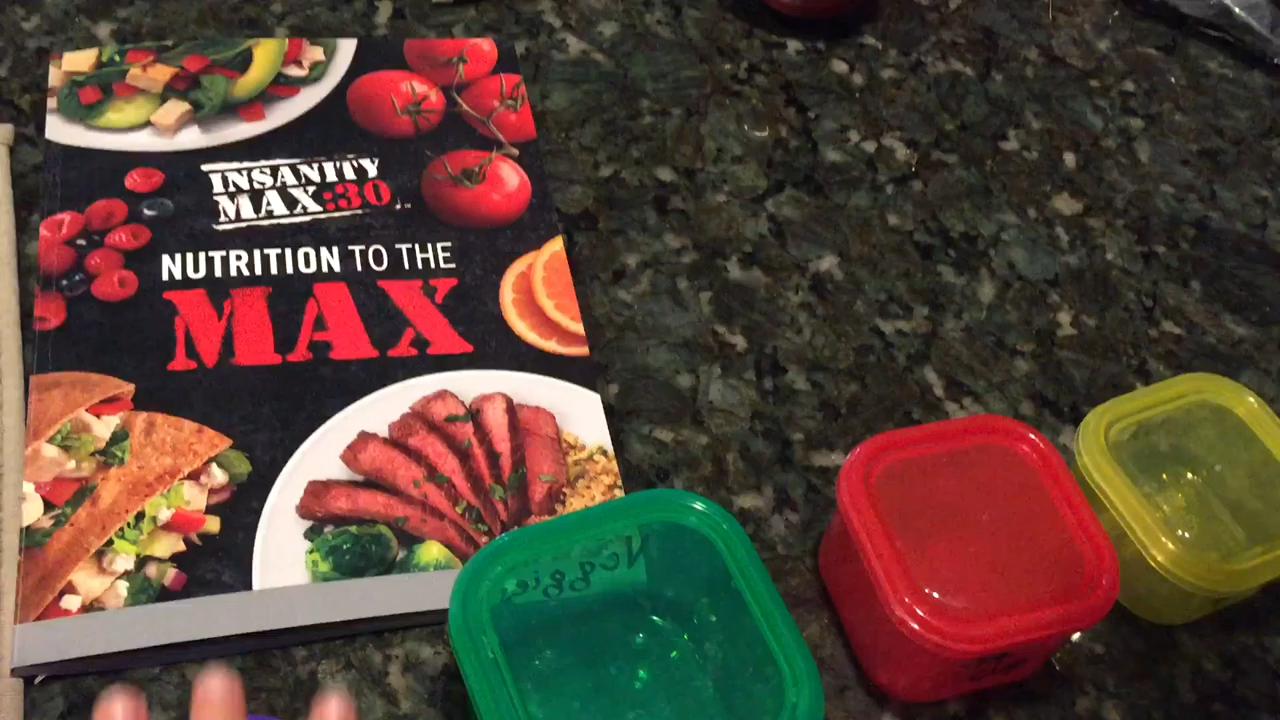 INSANITY
MAX:30
NUTRITION TO THE
MAX
Veggies